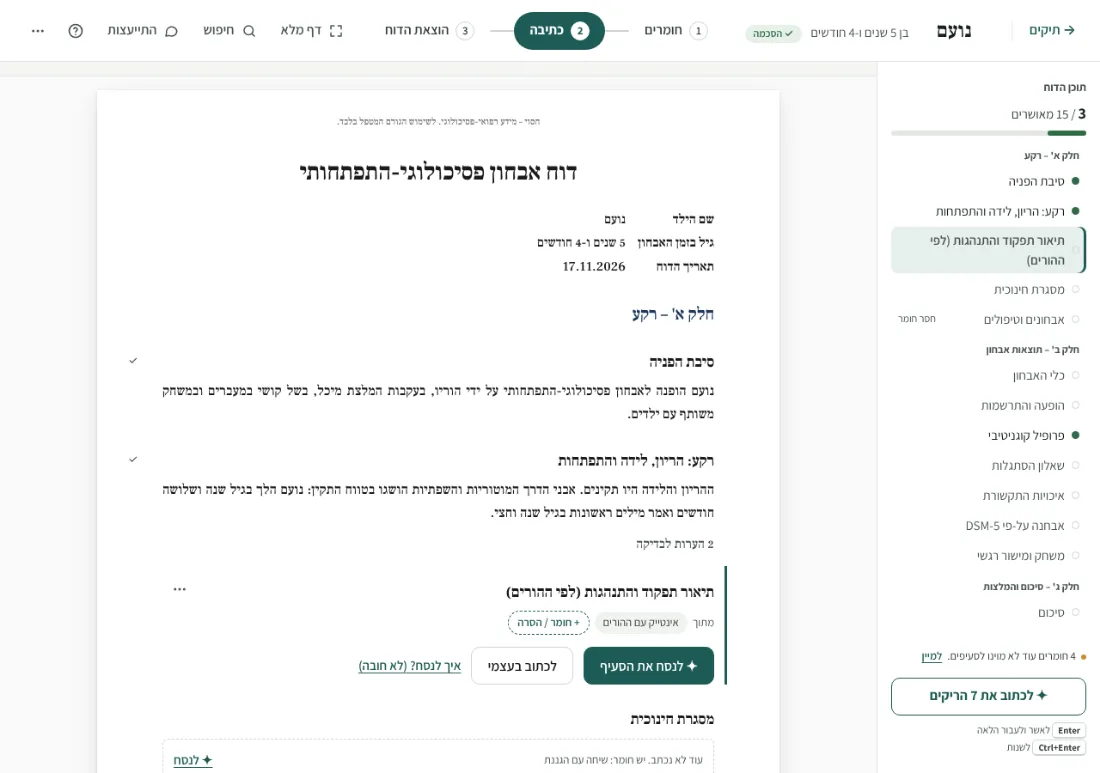 תיקים →
נועם
בן 5 שנים ו-4 חודשים
✓ הסכמה
1 חומרים
2 כתיבה
3 הוצאת הדוח
דף מלא
חיפוש
התייעצות
?
...
תוכן הדוח
3 / 15 מאושרים
חלק א' – רקע
סיבת הפניה
רקע: הריון, לידה והתפתחות
תיאור תפקוד והתנהגות (לפי
ההורים)
מסגרת חינוכית
אבחונים וטיפולים
חסר חומר
חלק ב' – תוצאות אבחון
כלי האבחון
הופעה והתרשמות
פרופיל קוגניטיבי
שאלון הסתגלות
איכויות התקשורת
אבחנה על-פי DSM-5
משחק ומישור רגשי
חלק ג' – סיכום והמלצות
סיכום
4 חומרים עוד לא מוינו לסעיפים. למיין
✦ לכתוב את 7 הריקים
Enter לאשר ולעבור הלאה
Ctrl+Enter לשנות
חסוי – מידע רפואי-פסיכולוגי. לשימוש הגורם המטפל בלבד.
דוח אבחון פסיכולוגי-התפתחותי
שם הילד נועם
גיל בזמן האבחון 5 שנים ו-4 חודשים
תאריך הדוח 17.11.2026
חלק א' – רקע
סיבת הפניה ✓
נועם הופנה לאבחון פסיכולוגי-התפתחותי על ידי הוריו, בעקבות המלצת מיכל, בשל קושי במעברים ובמשחק
משותף עם ילדים.
רקע: הריון, לידה והתפתחות ✓
ההריון והלידה היו תקינים. אבני הדרך המוטוריות והשפתיות הושגו בטווח התקין: נועם הלך בגיל שנה ושלושה
חודשים ואמר מילים ראשונות בגיל שנה וחצי.
2 הערות לבדיקה
תיאור תפקוד והתנהגות (לפי ההורים) ...
מתוך אינטייק עם ההורים + חומר / הסרה
✦ לנסח את הסעיף לכתוב בעצמי איך לנסח? (לא חובה)
מסגרת חינוכית
עוד לא נכתב. יש חומר: שיחה עם הגננת ✦ לנסח